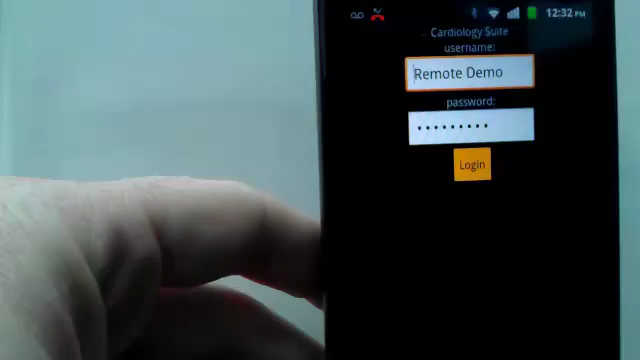 12:32 PM
Cardiology Suite
username:
Remote Demo
password:
•••••••••
Login